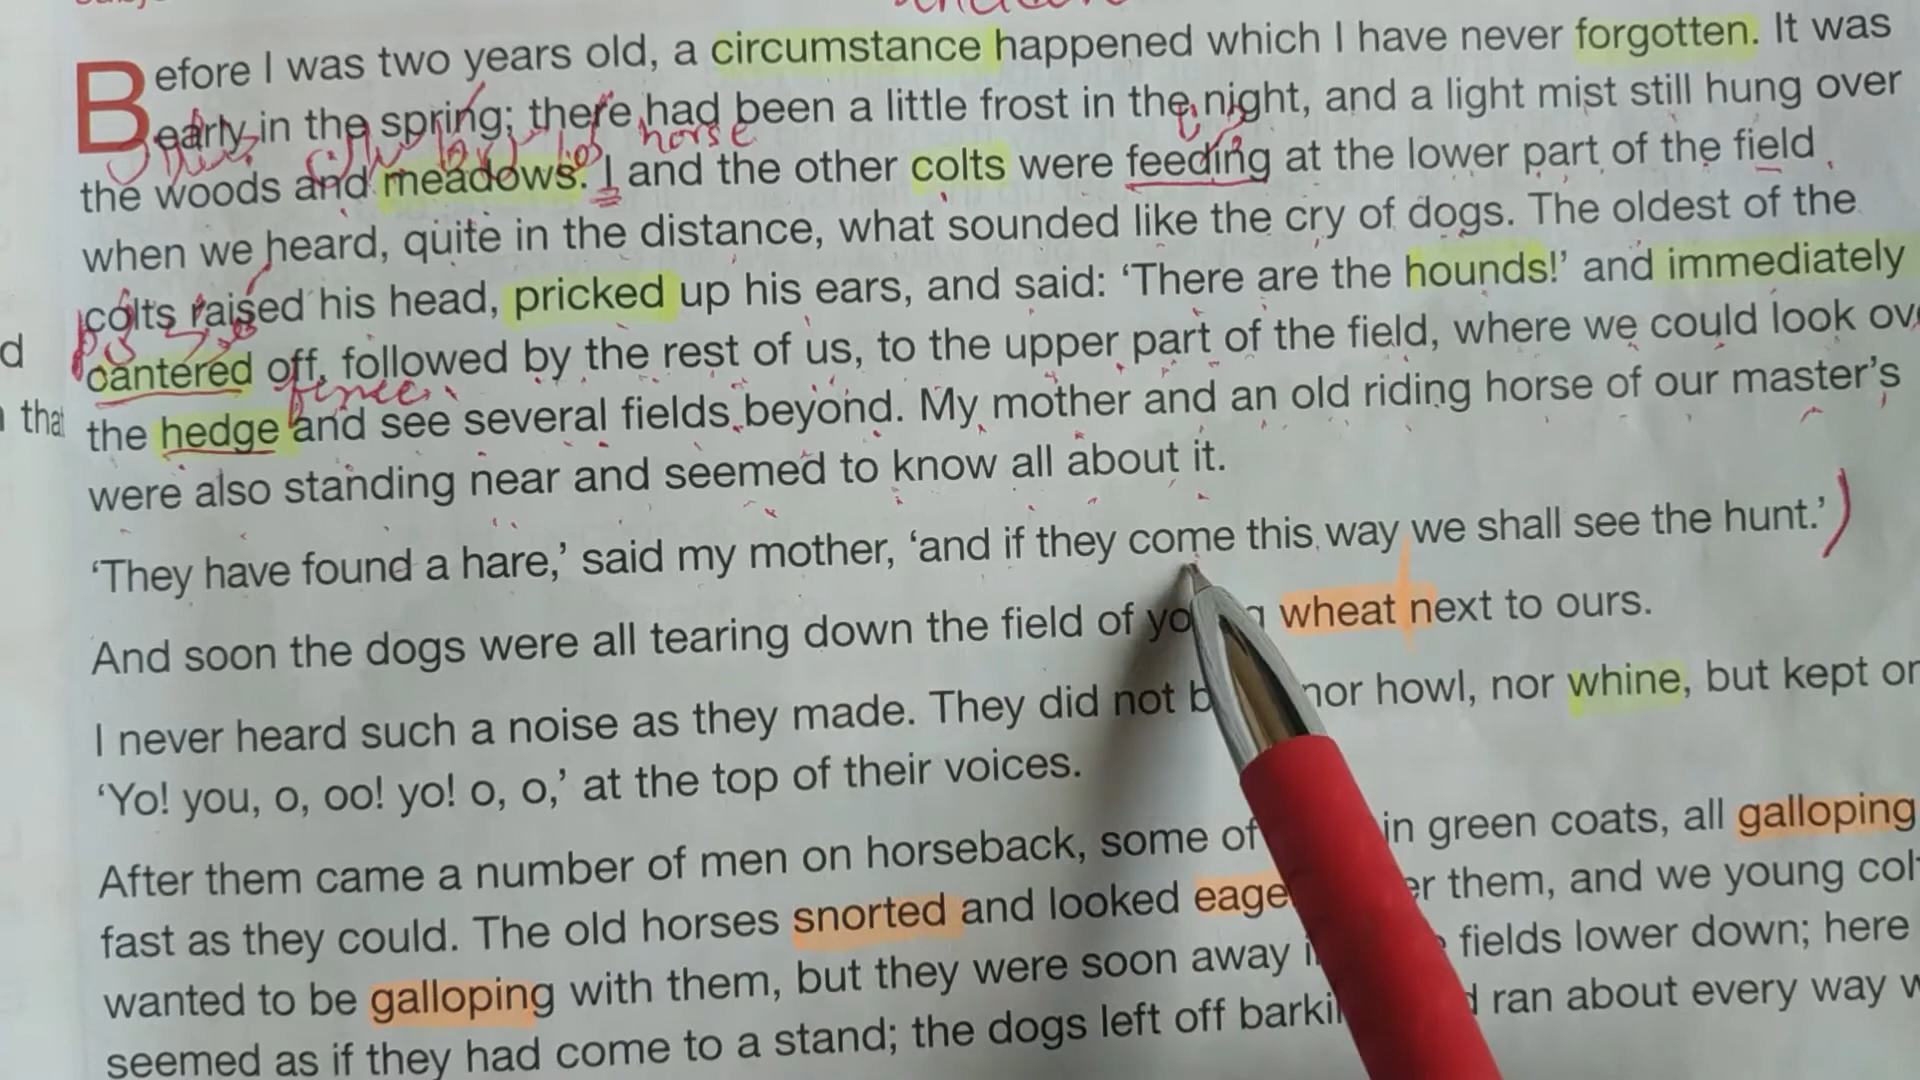 Before I was two years old, a circumstance happened which I have never forgotten. It was
early in the spring; there had been a little frost in the night, and a light mist still hung over
horse
the woods and meadows. I and the other colts were feeding at the lower part of the field
when we heard, quite in the distance, what sounded like the cry of dogs. The oldest of the
colts raised his head, pricked up his ears, and said: ‘There are the hounds!’ and immediately
d
cantered off, followed by the rest of us, to the upper part of the field, where we could look ov
fence
tha
the hedge and see several fields beyond. My mother and an old riding horse of our master’s
were also standing near and seemed to know all about it.
‘They have found a hare,’ said my mother, ‘and if they come this way we shall see the hunt.’
And soon the dogs were all tearing down the field of yo g wheat next to ours.
I never heard such a noise as they made. They did not b nor howl, nor whine, but kept on
‘Yo! you, o, oo! yo! o, o,’ at the top of their voices.
After them came a number of men on horseback, some of in green coats, all galloping
fast as they could. The old horses snorted and looked eage er them, and we young colt
wanted to be galloping with them, but they were soon away i fields lower down; here
seemed as if they had come to a stand; the dogs left off barki d ran about every way w